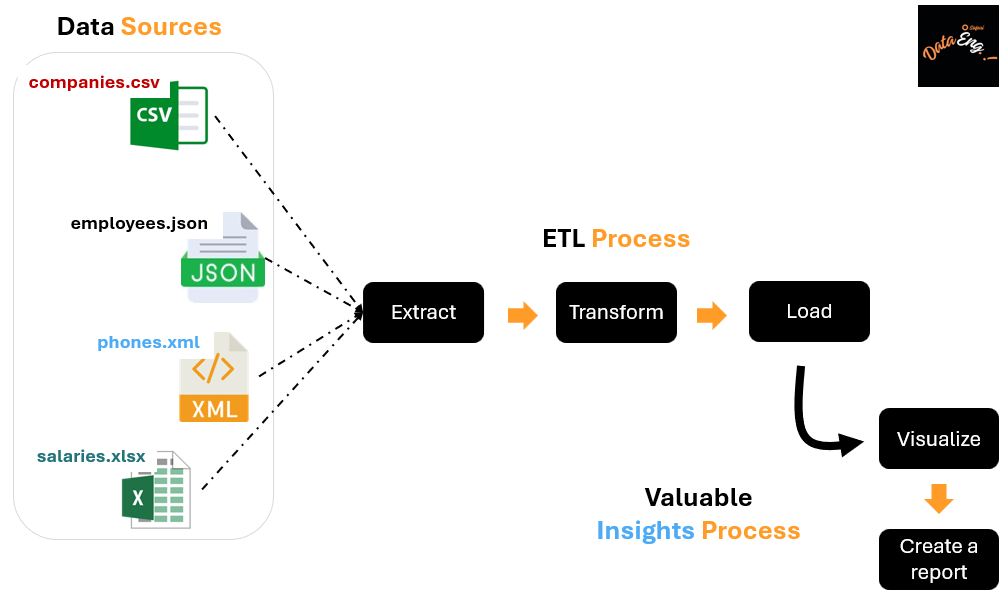 Data Sources
companies.csv
CSV
employees.json
JSON
phones.xml
</>
XML
salaries.xlsx
X
ETL Process
Extract
Transform
Load
Visualize
Create a
report
Valuable
Insights Process
Data Eng